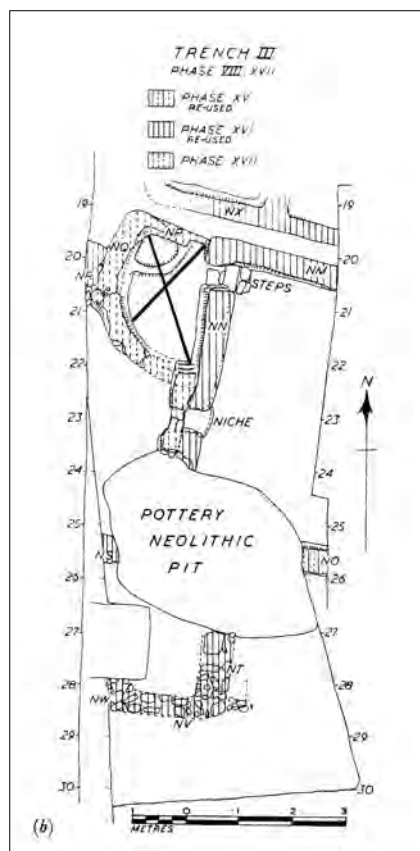 TRENCH III
PHASE VIII. XVII
PHASE XV
RE-USED
PHASE XVI
RE-USED
PHASE XVII
19
19
WX
NP
NQ
20
20
NM
NR
STEPS
21
21
NN
22
22
N
NICHE
23
23
24
24
POTTERY
NEOLITHIC
PIT
25
25
NS
NO
26
26
27
27
NT
28
28
NW
NV
29
29
30
30
(b)
1 0 1 2 3
METRES